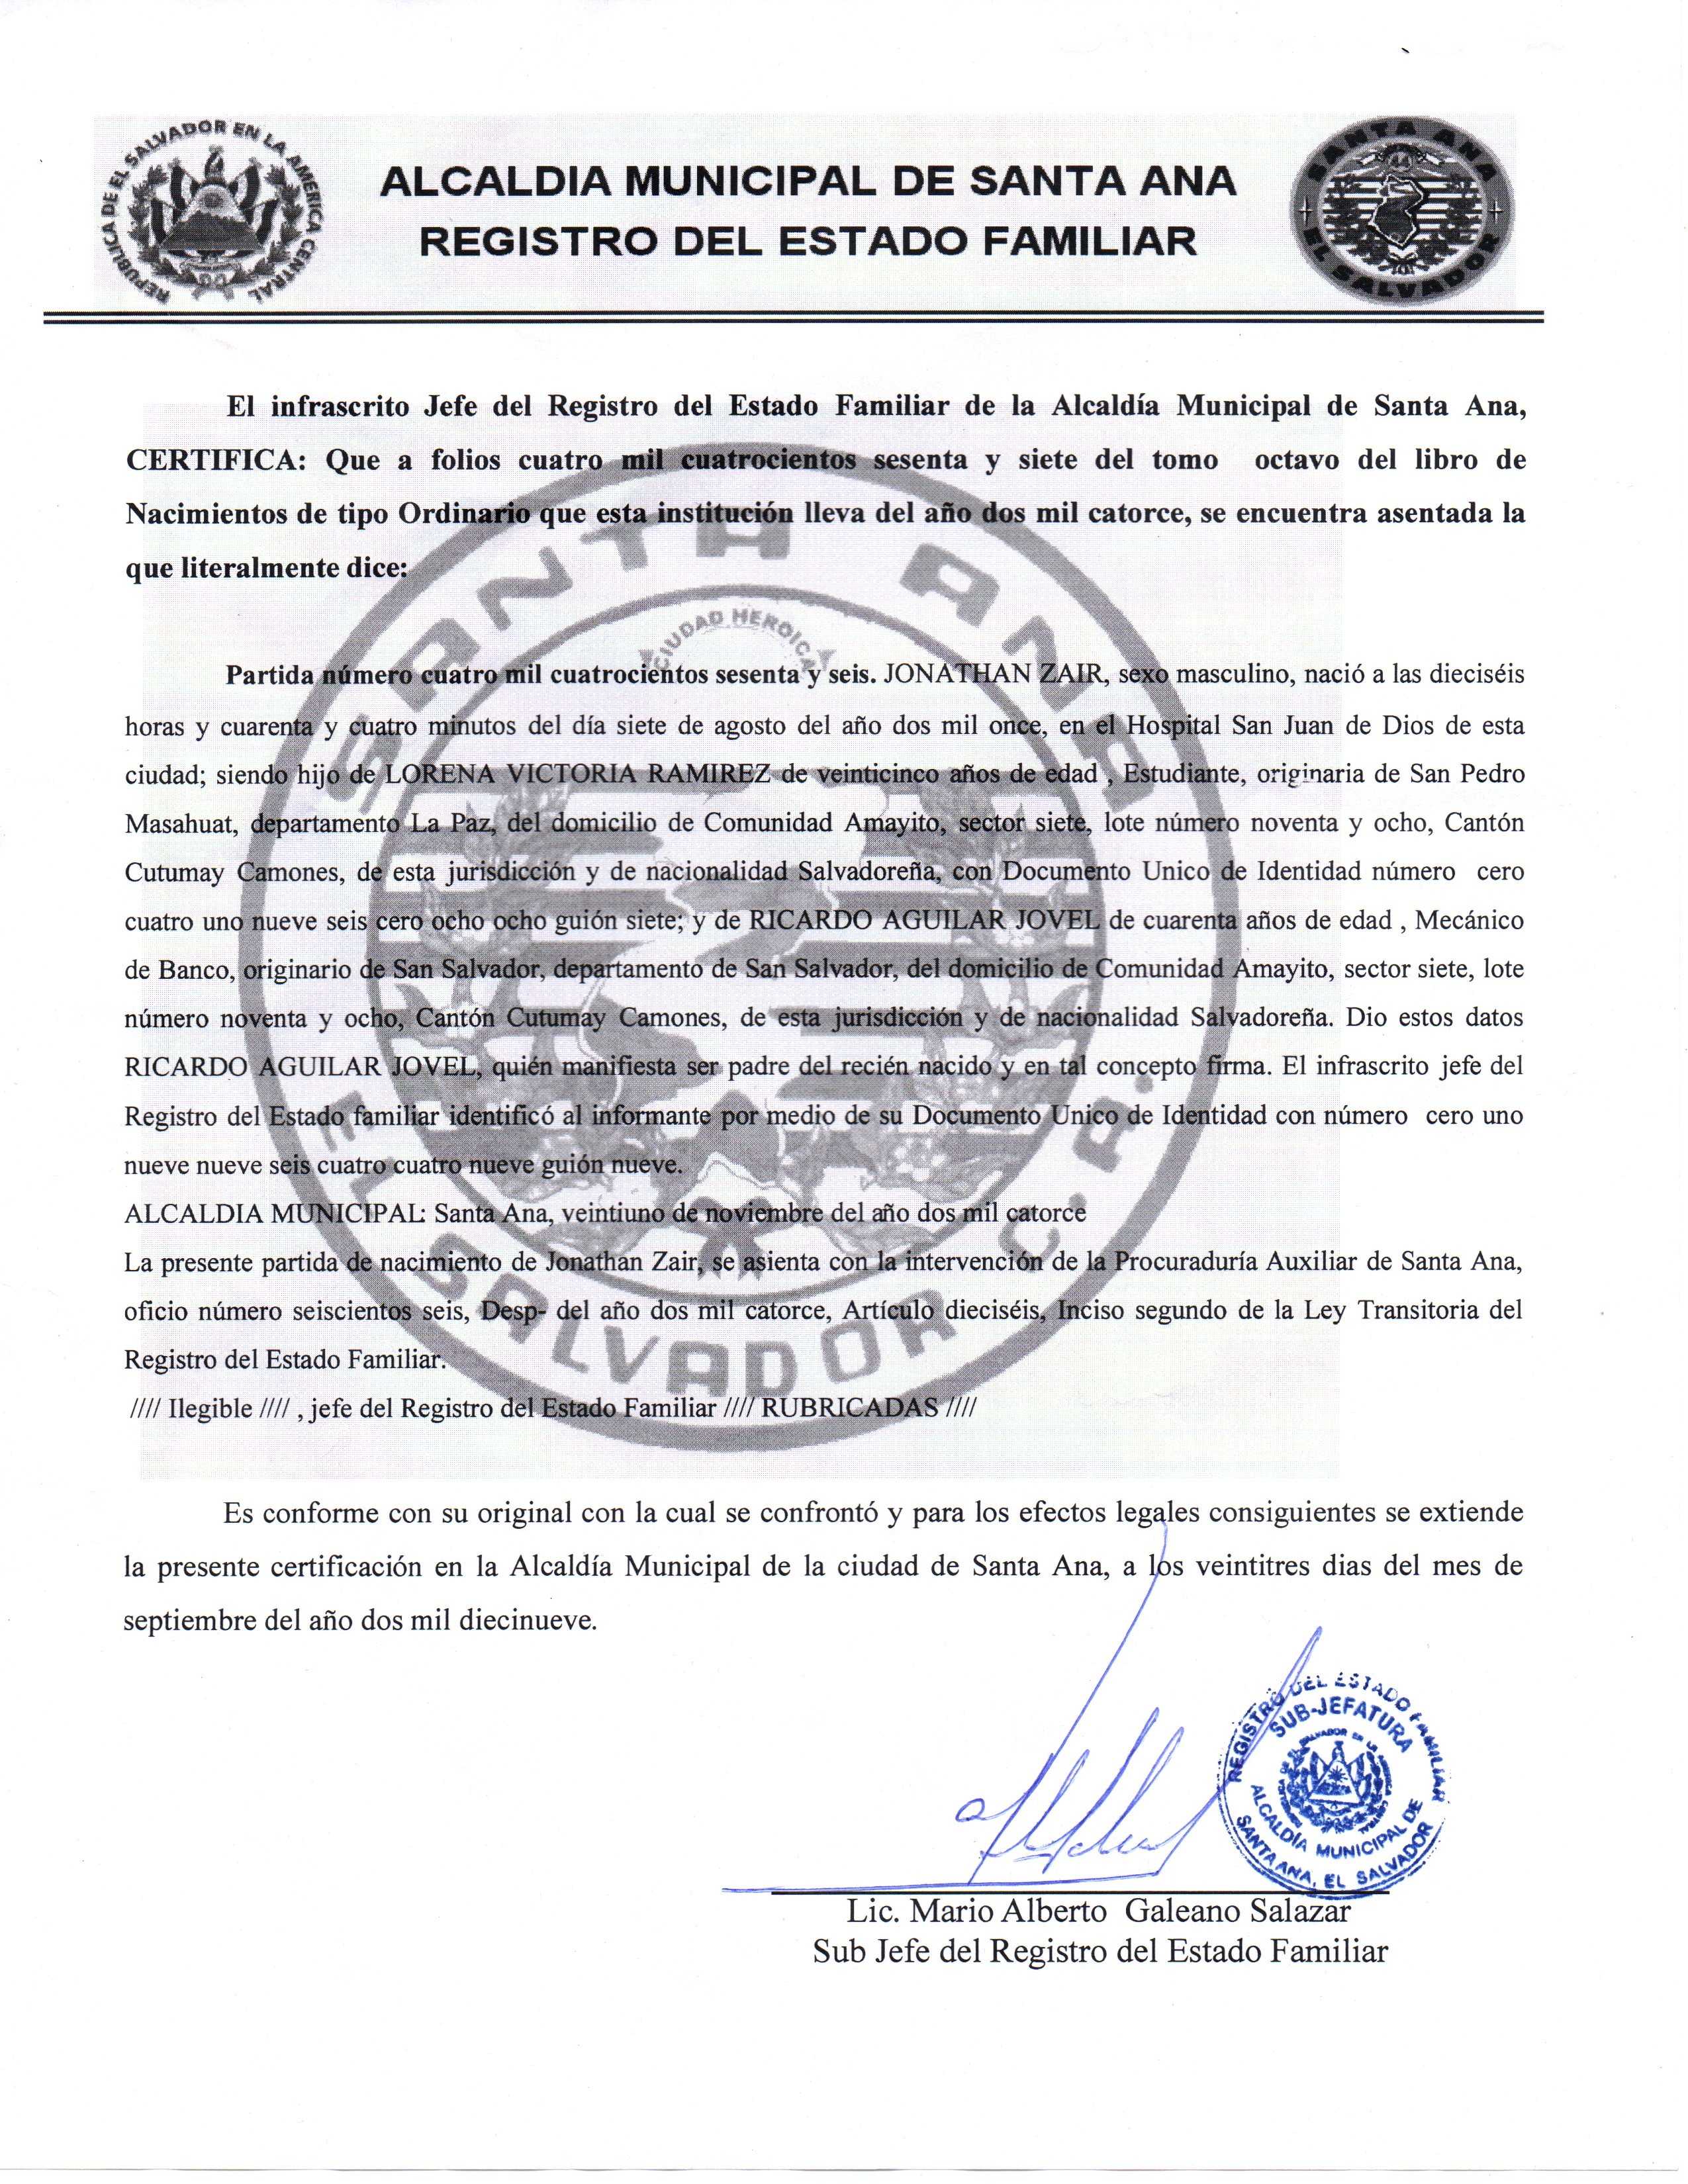 REPUBLICA DE EL SALVADOR EN LA AMERICA CENTRAL
ALCALDIA MUNICIPAL DE SANTA ANA
REGISTRO DEL ESTADO FAMILIAR
SANTA ANA
44
EL SALVADOR
El infrascrito Jefe del Registro del Estado Familiar de la Alcaldía Municipal de Santa Ana,
CERTIFICA: Que a folios cuatro mil cuatrocientos sesenta y siete del tomo octavo del libro de
Nacimientos de tipo Ordinario que esta institución lleva del año dos mil catorce, se encuentra asentada la
que literalmente dice:
SANTA ANA
CIUDAD HEROICA
EL SALVADOR C.A.
Partida número cuatro mil cuatrocientos sesenta y seis. JONATHAN ZAIR, sexo masculino, nació a las dieciséis
horas y cuarenta y cuatro minutos del día siete de agosto del año dos mil once, en el Hospital San Juan de Dios de esta
ciudad; siendo hijo de LORENA VICTORIA RAMIREZ de veinticinco años de edad , Estudiante, originaria de San Pedro
Masahuat, departamento La Paz, del domicilio de Comunidad Amayito, sector siete, lote número noventa y ocho, Cantón
Cutumay Camones, de esta jurisdicción y de nacionalidad Salvadoreña, con Documento Unico de Identidad número cero
cuatro uno nueve seis cero ocho ocho guión siete; y de RICARDO AGUILAR JOVEL de cuarenta años de edad , Mecánico
de Banco, originario de San Salvador, departamento de San Salvador, del domicilio de Comunidad Amayito, sector siete, lote
número noventa y ocho, Cantón Cutumay Camones, de esta jurisdicción y de nacionalidad Salvadoreña. Dio estos datos
RICARDO AGUILAR JOVEL, quién manifiesta ser padre del recién nacido y en tal concepto firma. El infrascrito jefe del
Registro del Estado familiar identificó al informante por medio de su Documento Unico de Identidad con número cero uno
nueve nueve seis cuatro cuatro nueve guión nueve.
ALCALDIA MUNICIPAL: Santa Ana, veintiuno de noviembre del año dos mil catorce
La presente partida de nacimiento de Jonathan Zair, se asienta con la intervención de la Procuraduría Auxiliar de Santa Ana,
oficio número seiscientos seis, Desp- del año dos mil catorce, Artículo dieciséis, Inciso segundo de la Ley Transitoria del
Registro del Estado Familiar.
//// Ilegible //// , jefe del Registro del Estado Familiar //// RUBRICADAS ////
Es conforme con su original con la cual se confrontó y para los efectos legales consiguientes se extiende
la presente certificación en la Alcaldía Municipal de la ciudad de Santa Ana, a los veintitres dias del mes de
septiembre del año dos mil diecinueve.
REGISTRO DEL ESTADO FAMILIAR
SUB-JEFATURA
ALCALDÍA MUNICIPAL DE
SANTA ANA, EL SALVADOR
Lic. Mario Alberto Galeano Salazar
Sub Jefe del Registro del Estado Familiar